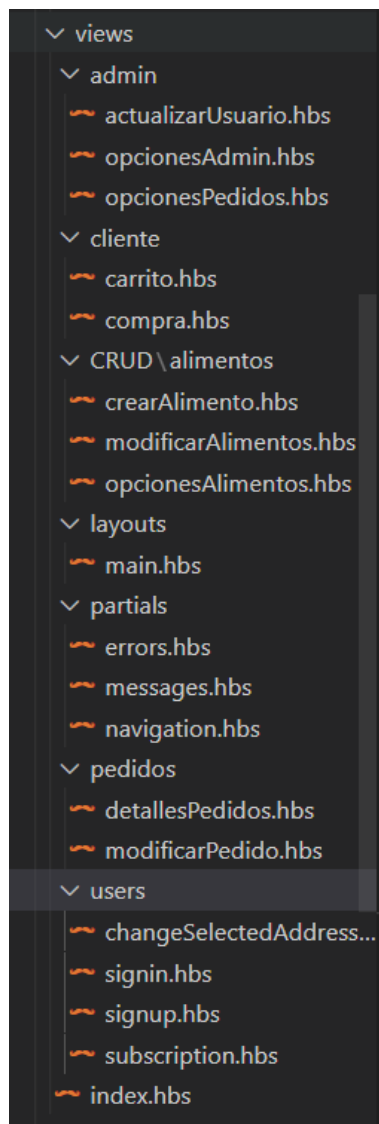 views
admin
actualizarUsuario.hbs
opcionesAdmin.hbs
opcionesPedidos.hbs
cliente
carrito.hbs
compra.hbs
CRUD\alimentos
crearAlimento.hbs
modificarAlimentos.hbs
opcionesAlimentos.hbs
layouts
main.hbs
partials
errors.hbs
messages.hbs
navigation.hbs
pedidos
detallesPedidos.hbs
modificarPedido.hbs
users
changeSelectedAddress...
signin.hbs
signup.hbs
subscription.hbs
index.hbs